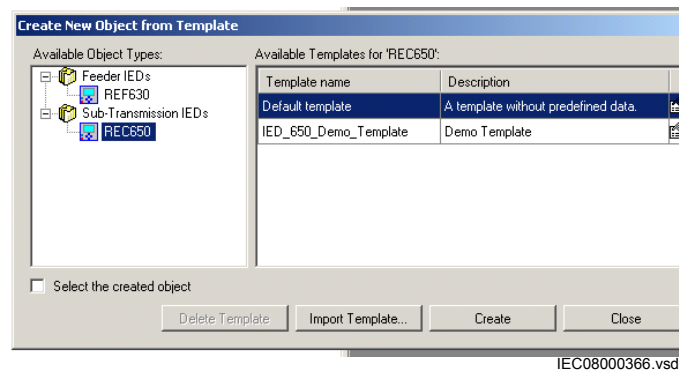 Create New Object from Template
Available Object Types:
Available Templates for 'REC650':
Feeder IEDs
REF630
Sub-Transmission IEDs
REC650
Template name Description
Default template A template without predefined data.
IED_650_Demo_Template Demo Template
Select the created object
Delete Template Import Template... Create Close
IEC08000366.vsd